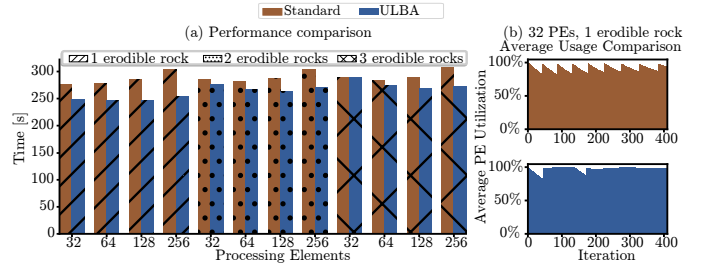 Standard ULBA
(a) Performance comparison
1 erodible rock 2 erodible rocks 3 erodible rocks
Time [s]
300
250
200
150
100
50
0
32 64 128 256 32 64 128 256 32 64 128 256
Processing Elements
(b) 32 PEs, 1 erodible rock
Average Usage Comparison
Average PE Utilization
100%
50%
0%
0 100 200 300 400
100%
50%
0%
0 100 200 300 400
Iteration